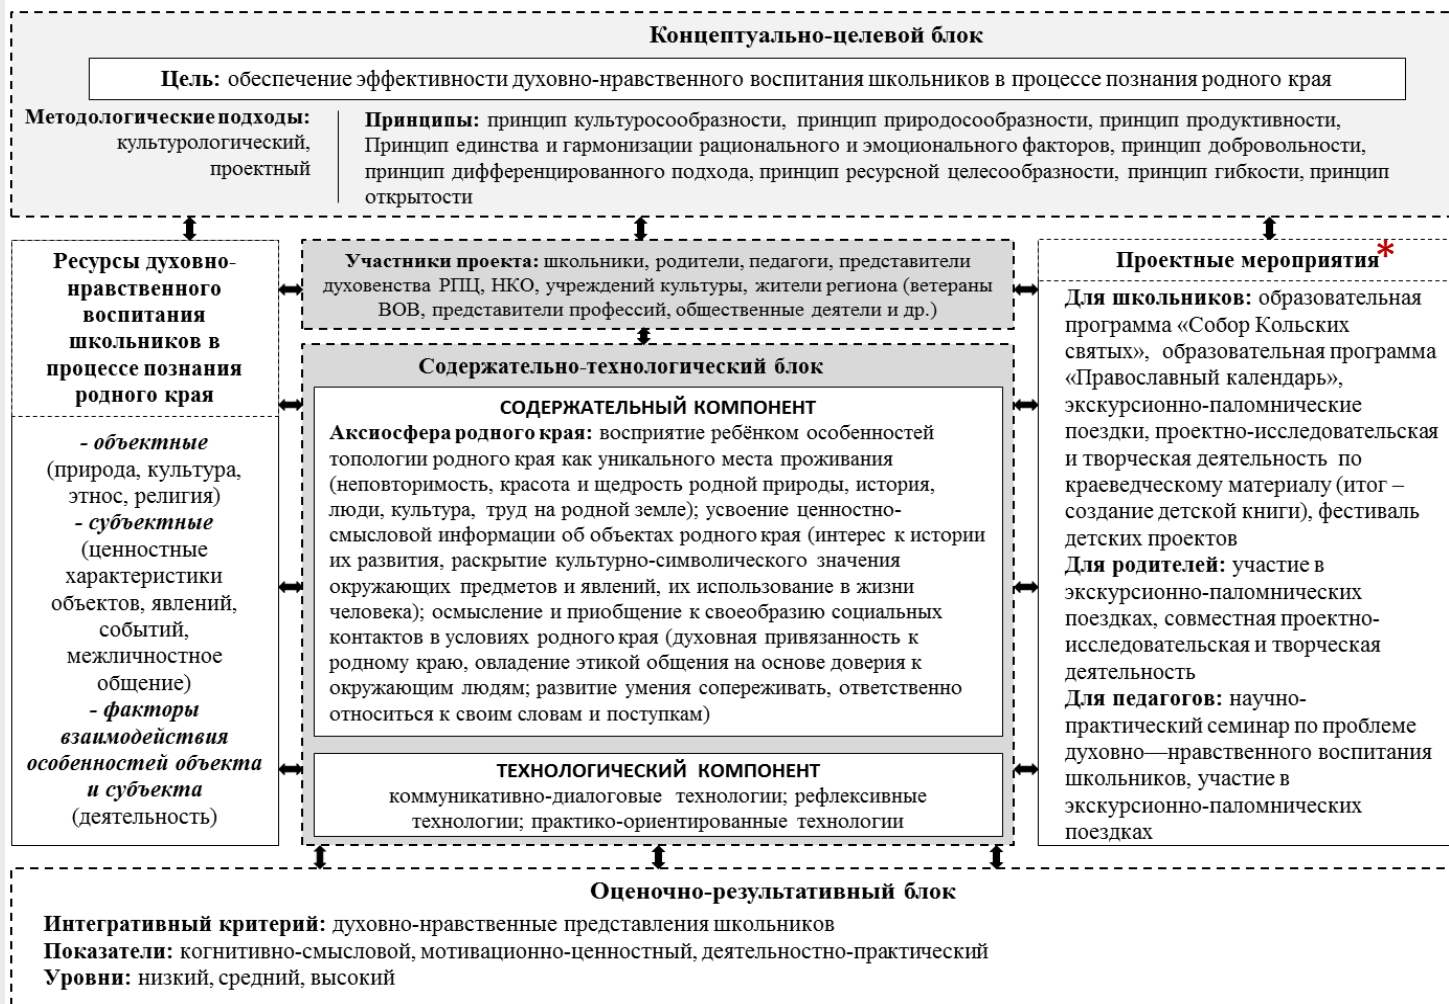 Концептуально-целевой блок
Цель: обеспечение эффективности духовно-нравственного воспитания школьников в процессе познания родного края
Методологические подходы:
культурологический,
проектный
Принципы: принцип культуросообразности, принцип природосообразности, принцип продуктивности,
Принцип единства и гармонизации рационального и эмоционального факторов, принцип добровольности,
принцип дифференцированного подхода, принцип ресурсной целесообразности, принцип гибкости, принцип
открытости
Ресурсы духовно-
нравственного
воспитания
школьников в
процессе познания
родного края
- объектные
(природа, культура,
этнос, религия)
- субъектные
(ценностные
характеристики
объектов, явлений,
событий,
межличностное
общение)
- факторы
взаимодействия
особенностей объекта
и субъекта
(деятельность)
Участники проекта: школьники, родители, педагоги, представители
духовенства РПЦ, НКО, учреждений культуры, жители региона (ветераны
ВОВ, представители профессий, общественные деятели и др.)
Содержательно-технологический блок
СОДЕРЖАТЕЛЬНЫЙ КОМПОНЕНТ
Аксиосфера родного края: восприятие ребёнком особенностей
топологии родного края как уникального места проживания
(неповторимость, красота и щедрость родной природы, история,
люди, культура, труд на родной земле); усвоение ценностно-
смысловой информации об объектах родного края (интерес к истории
их развития, раскрытие культурно-символического значения
окружающих предметов и явлений, их использование в жизни
человека); осмысление и приобщение к своеобразию социальных
контактов в условиях родного края (духовная привязанность к
родному краю, овладение этикой общения на основе доверия к
окружающим людям; развитие умения сопереживать, ответственно
относиться к своим словам и поступкам)
ТЕХНОЛОГИЧЕСКИЙ КОМПОНЕНТ
коммуникативно-диалоговые технологии; рефлексивные
технологии; практико-ориентированные технологии
Проектные мероприятия*
Для школьников: образовательная
программа «Собор Кольских
святых», образовательная программа
«Православный календарь»,
экскурсионно-паломнические
поездки, проектно-исследовательская
и творческая деятельность по
краеведческому материалу (итог –
создание детской книги), фестиваль
детских проектов
Для родителей: участие в
экскурсионно-паломнических
поездках, совместная проектно-
исследовательская и творческая
деятельность
Для педагогов: научно-
практический семинар по проблеме
духовно—нравственного воспитания
школьников, участие в
экскурсионно-паломнических
поездках
Оценочно-результативный блок
Интегративный критерий: духовно-нравственные представления школьников
Показатели: когнитивно-смысловой, мотивационно-ценностный, деятельностно-практический
Уровни: низкий, средний, высокий